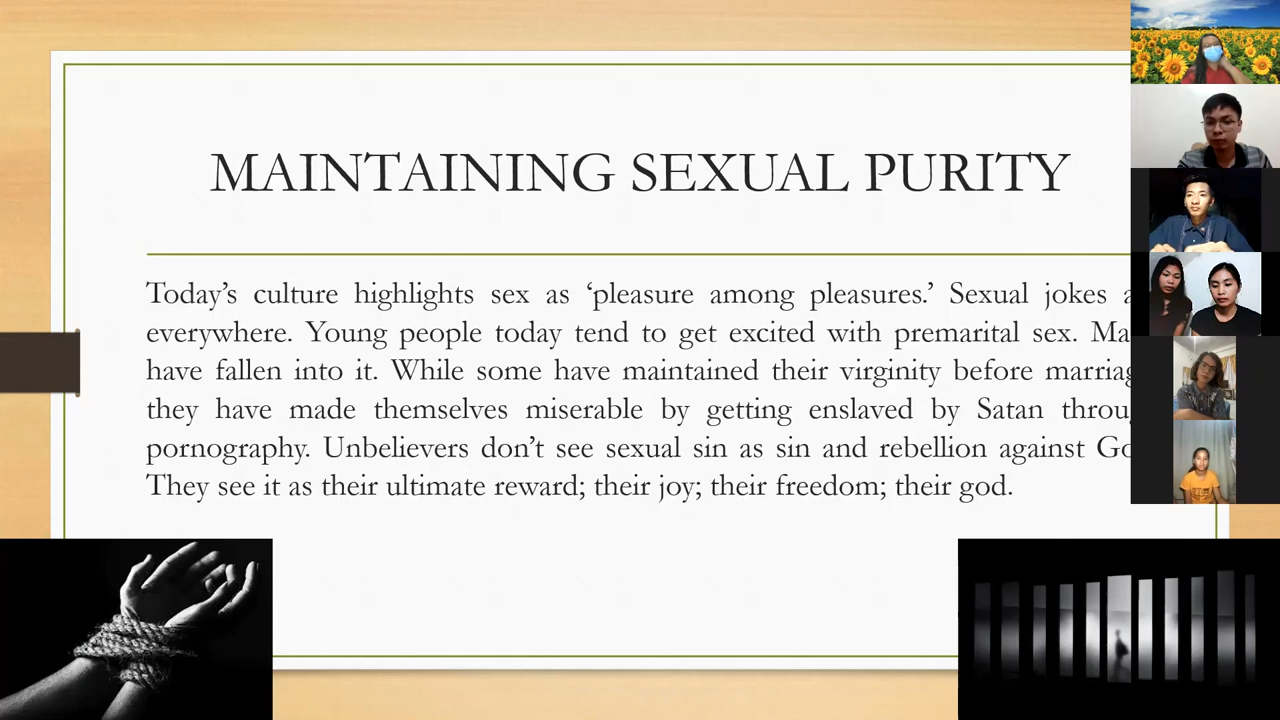 MAINTAINING SEXUAL PURITY
Today’s culture highlights sex as ‘pleasure among pleasures.’ Sexual jokes
everywhere. Young people today tend to get excited with premarital sex.
have fallen into it. While some have maintained their virginity before
they have made themselves miserable by getting enslaved by Satan
pornography. Unbelievers don’t see sexual sin as sin and rebellion against
They see it as their ultimate reward; their joy; their freedom; their god.